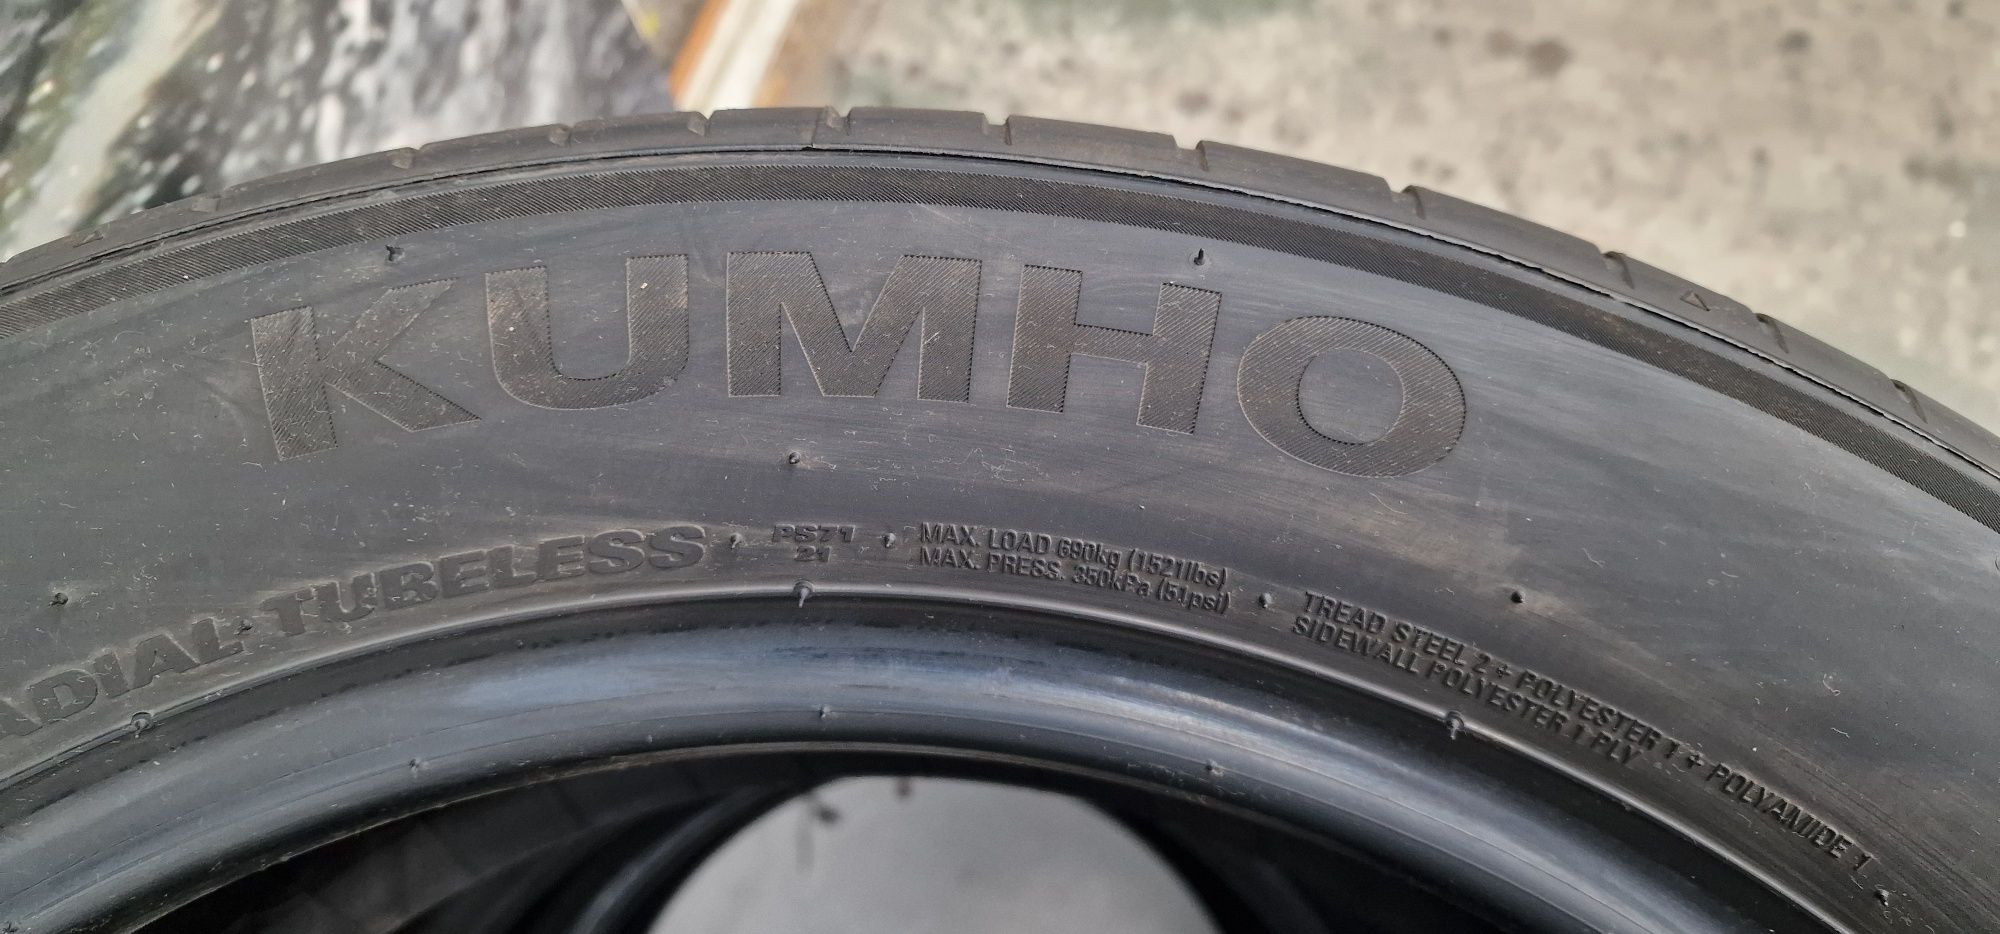 KUMHO
RADIAL TUBELESS
PS71
21
MAX. LOAD 690kg (1521lbs)
MAX. PRESS. 350kPa (51psi)
TREAD STEEL 2 + POLYESTER 1 + POLYAMIDE 1
SIDEWALL POLYESTER 1 PLY